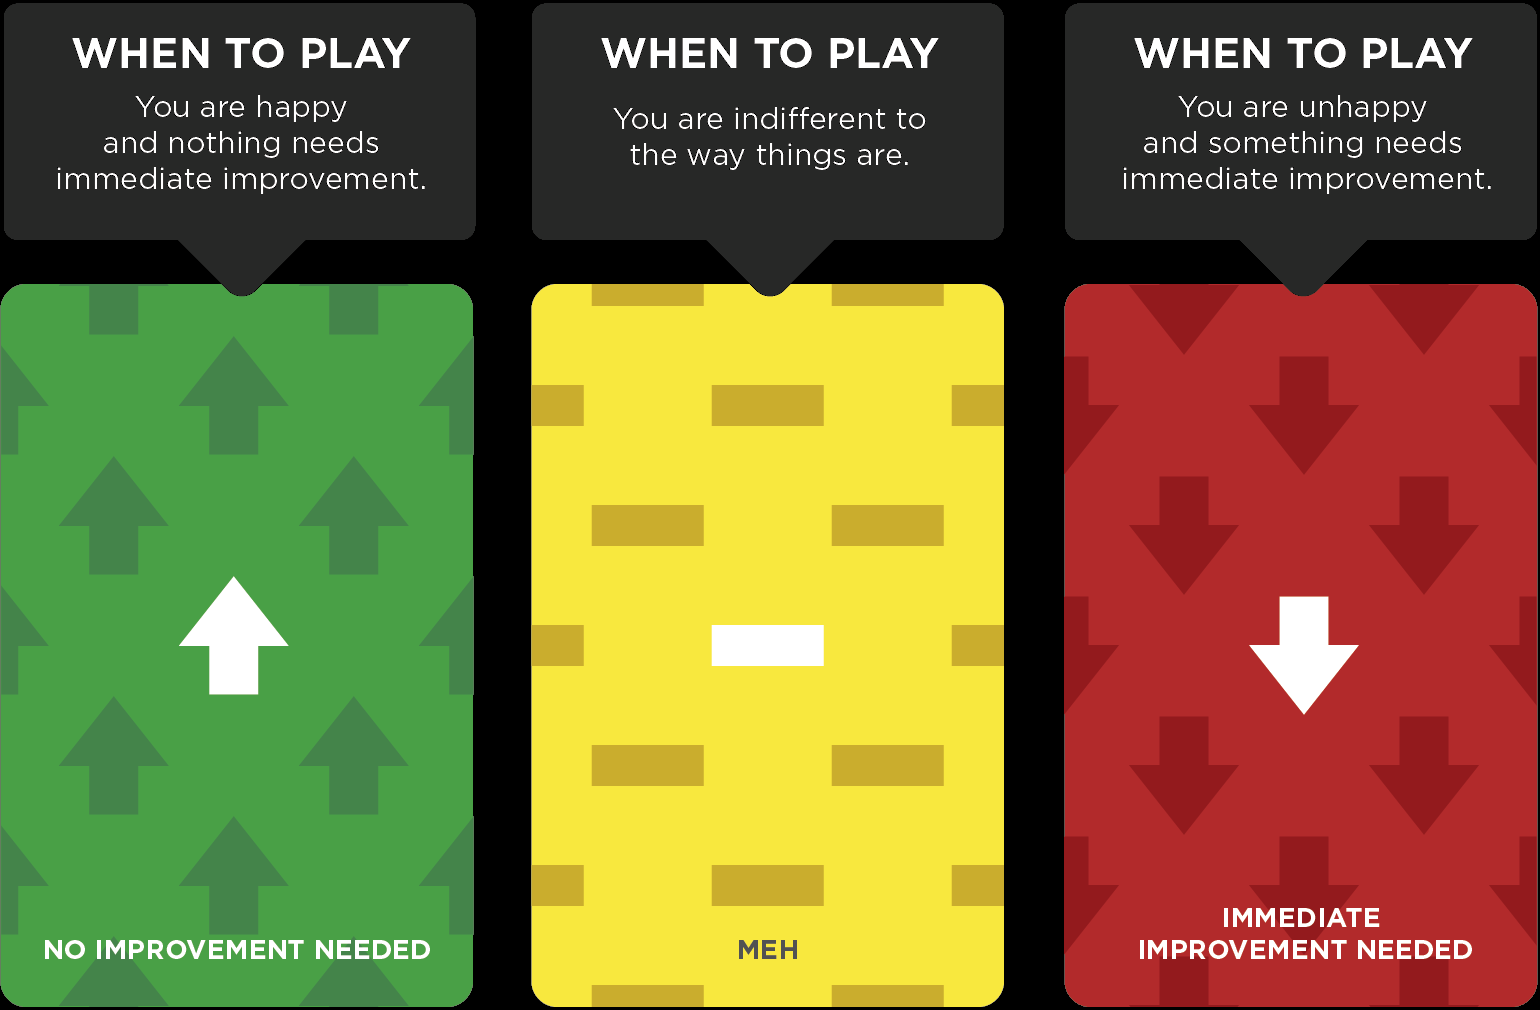 WHEN TO PLAY
You are happy
and nothing needs
immediate improvement.
WHEN TO PLAY
You are indifferent to
the way things are.
WHEN TO PLAY
You are unhappy
and something needs
immediate improvement.
NO IMPROVEMENT NEEDED
MEH
IMMEDIATE
IMPROVEMENT NEEDED